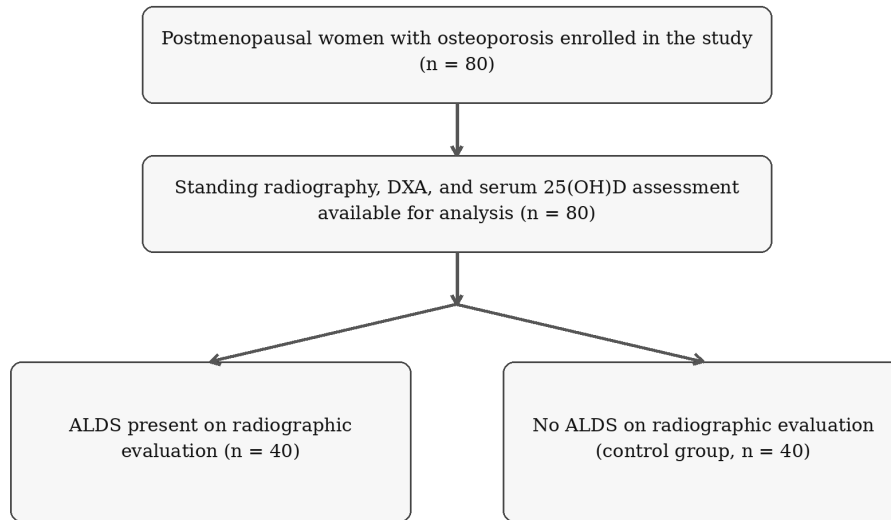 Postmenopausal women with osteoporosis enrolled in the study
(n = 80)
Standing radiography, DXA, and serum 25(OH)D assessment
available for analysis (n = 80)
ALDS present on radiographic
evaluation (n = 40)
No ALDS on radiographic evaluation
(control group, n = 40)